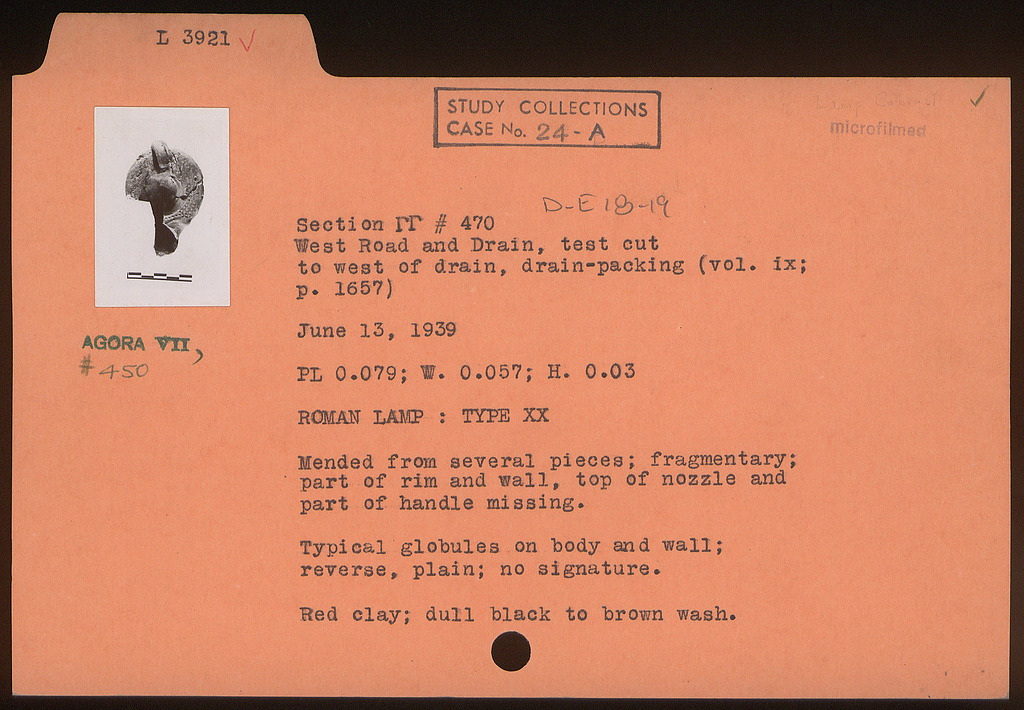 L 3921 ✓
STUDY COLLECTIONS
CASE No. 24-A
Lamp Cabinet ✓
microfilmed
D-E 18-19
Section ΓΓ # 470
West Road and Drain, test cut
to west of drain, drain-packing (vol. ix;
p. 1657)
June 13, 1939
AGORA VII,
# 450
PL 0.079; W. 0.057; H. 0.03
ROMAN LAMP : TYPE XX
Mended from several pieces; fragmentary;
part of rim and wall, top of nozzle and
part of handle missing.
Typical globules on body and wall;
reverse, plain; no signature.
Red clay; dull black to brown wash.